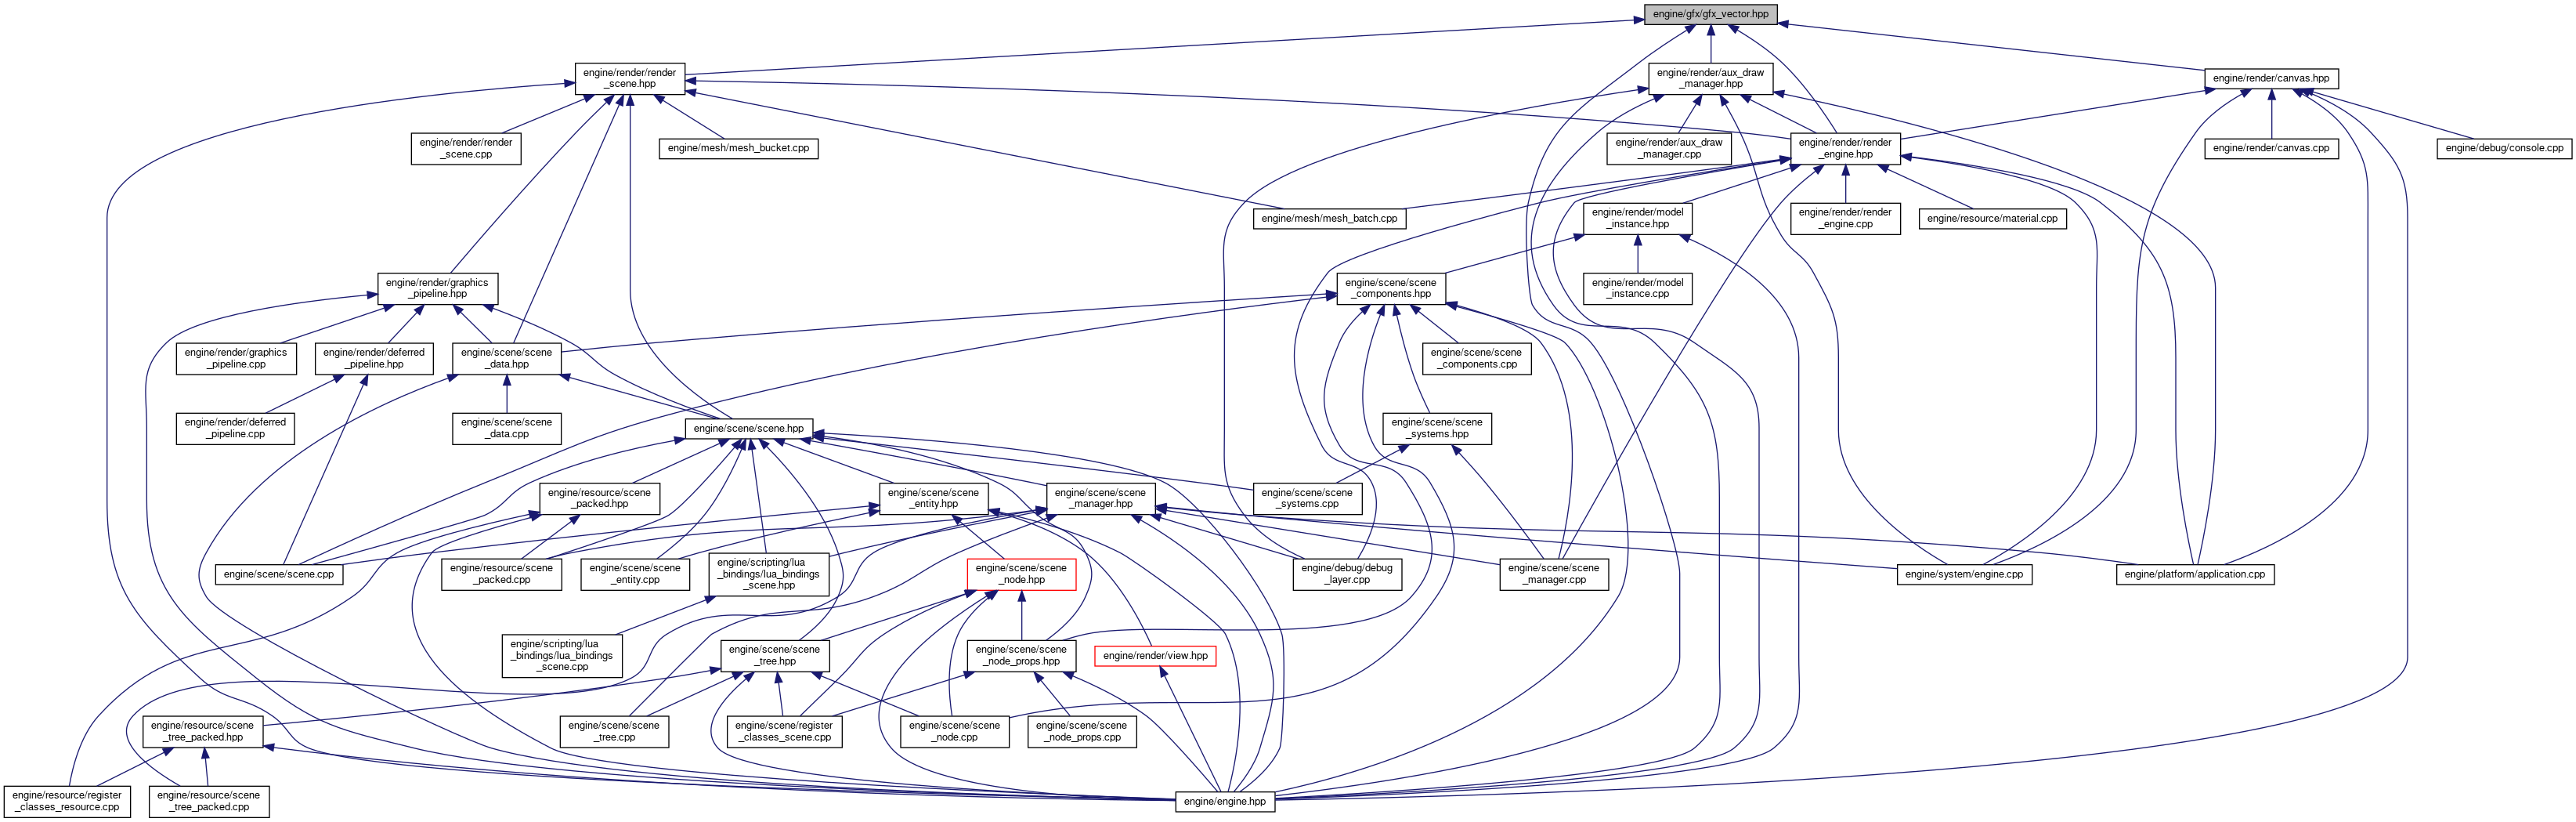 engine/gfx/gfx_vector.hpp
engine/render/render
_scene.hpp
engine/render/aux_draw
_manager.hpp
engine/render/canvas.hpp
engine/render/render
_scene.cpp
engine/mesh/mesh_bucket.cpp
engine/render/aux_draw
_manager.cpp
engine/render/render
_engine.hpp
engine/render/canvas.cpp
engine/debug/console.cpp
engine/mesh/mesh_batch.cpp
engine/render/model
_instance.hpp
engine/render/render
_engine.cpp
engine/resource/material.cpp
engine/render/graphics
_pipeline.hpp
engine/scene/scene
_components.hpp
engine/render/model
_instance.cpp
engine/render/graphics
_pipeline.cpp
engine/render/deferred
_pipeline.hpp
engine/scene/scene
_data.hpp
engine/scene/scene
_components.cpp
engine/render/deferred
_pipeline.cpp
engine/scene/scene
_data.cpp
engine/scene/scene.hpp
engine/scene/scene
_systems.hpp
engine/resource/scene
_packed.hpp
engine/scene/scene
_entity.hpp
engine/scene/scene
_manager.hpp
engine/scene/scene
_systems.cpp
engine/scene/scene.cpp
engine/resource/scene
_packed.cpp
engine/scene/scene
_entity.cpp
engine/scripting/lua
_bindings/lua_bindings
_scene.hpp
engine/scene/scene
_node.hpp
engine/debug/debug
_layer.cpp
engine/scene/scene
_manager.cpp
engine/system/engine.cpp
engine/platform/application.cpp
engine/scripting/lua
_bindings/lua_bindings
_scene.cpp
engine/scene/scene
_tree.hpp
engine/scene/scene
_node_props.hpp
engine/render/view.hpp
engine/resource/scene
_tree_packed.hpp
engine/scene/scene
_tree.cpp
engine/scene/register
_classes_scene.cpp
engine/scene/scene
_node.cpp
engine/scene/scene
_node_props.cpp
engine/resource/register
_classes_resource.cpp
engine/resource/scene
_tree_packed.cpp
engine/engine.hpp